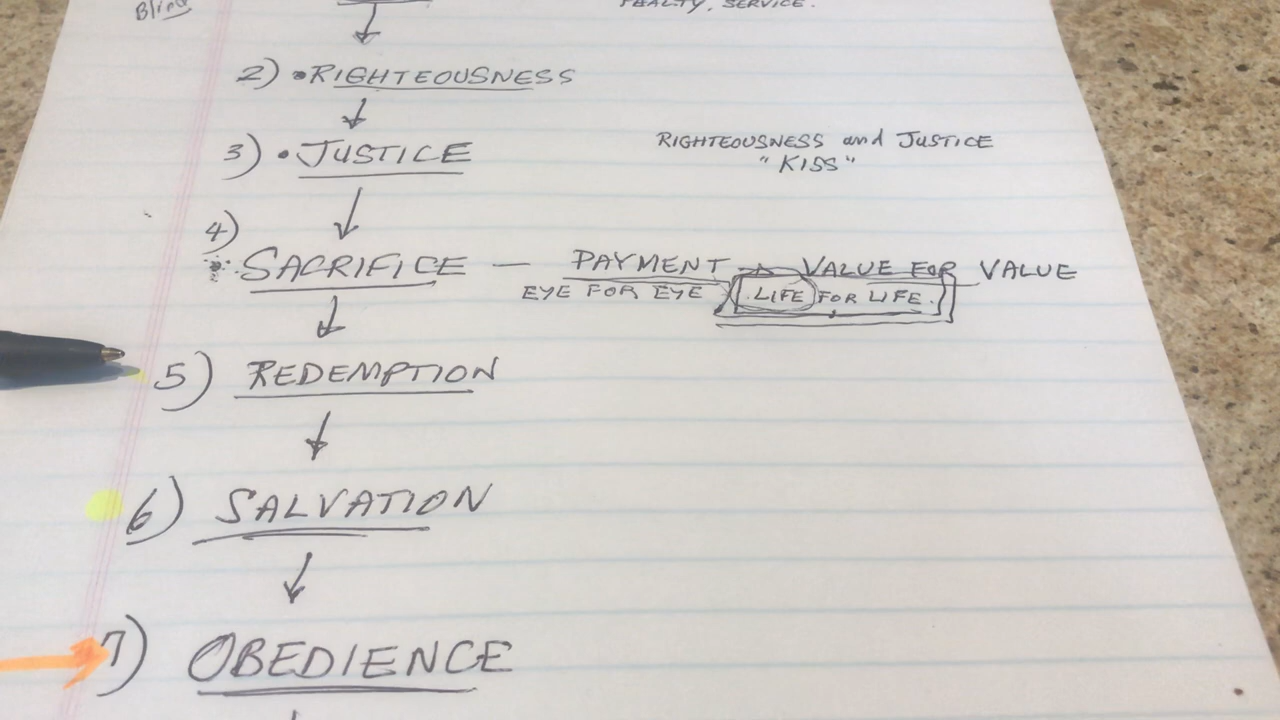 Blind
FEALTY, SERVICE.
2) • RIGHTEOUSNESS
3) • JUSTICE
RIGHTEOUSNESS and JUSTICE
"KISS"
4)
SACRIFICE — PAYMENT VALUE FOR VALUE
EYE FOR EYE LIFE FOR LIFE.
5) REDEMPTION
6) SALVATION
7) OBEDIENCE